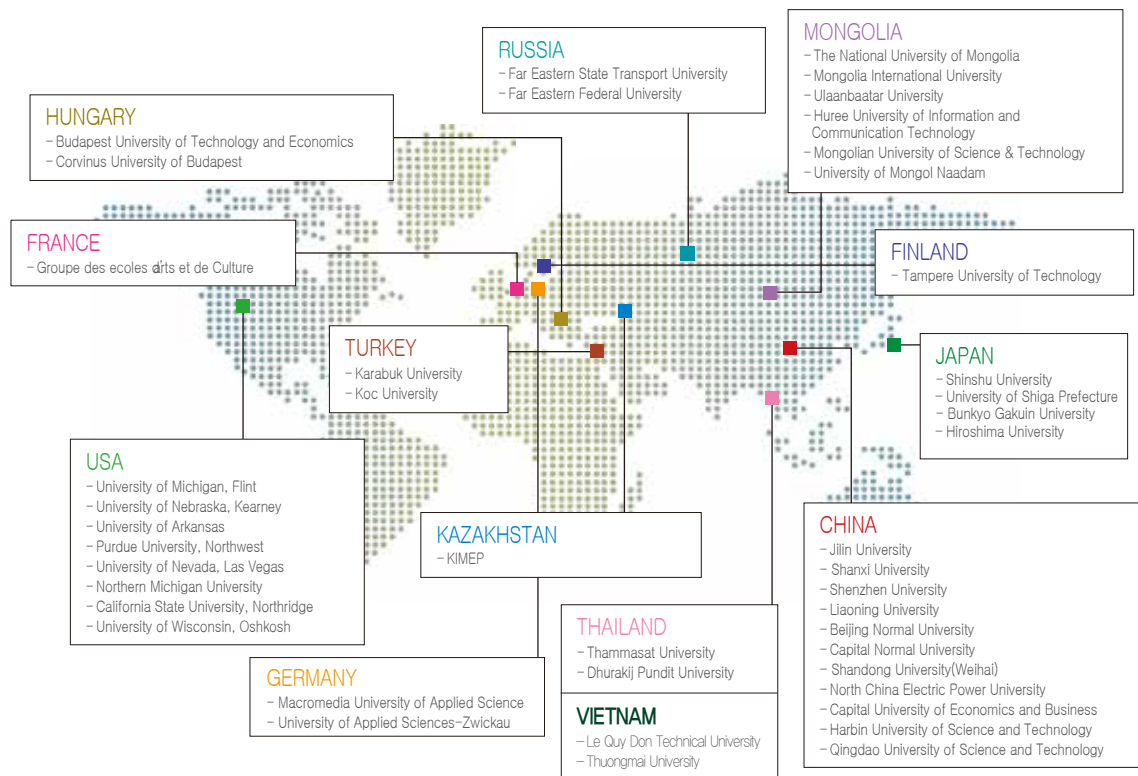 RUSSIA
- Far Eastern State Transport University
- Far Eastern Federal University
MONGOLIA
- The National University of Mongolia
- Mongolia International University
- Ulaanbaatar University
- Huree University of Information and
Communication Technology
- Mongolian University of Science & Technology
- University of Mongol Naadam
HUNGARY
- Budapest University of Technology and Economics
- Corvinus University of Budapest
FRANCE
- Groupe des ecoles d'arts et de Culture
FINLAND
- Tampere University of Technology
TURKEY
- Karabuk University
- Koc University
JAPAN
- Shinshu University
- University of Shiga Prefecture
- Bunkyo Gakuin University
- Hiroshima University
USA
- University of Michigan, Flint
- University of Nebraska, Kearney
- University of Arkansas
- Purdue University, Northwest
- University of Nevada, Las Vegas
- Northern Michigan University
- California State University, Northridge
- University of Wisconsin, Oshkosh
KAZAKHSTAN
- KIMEP
CHINA
- Jilin University
- Shanxi University
- Shenzhen University
- Liaoning University
- Beijing Normal University
- Capital Normal University
- Shandong University(Weihai)
- North China Electric Power University
- Capital University of Economics and Business
- Harbin University of Science and Technology
- Qingdao University of Science and Technology
GERMANY
- Macromedia University of Applied Science
- University of Applied Sciences-Zwickau
THAILAND
- Thammasat University
- Dhurakij Pundit University
VIETNAM
- Le Quy Don Technical University
- Thuongmai University